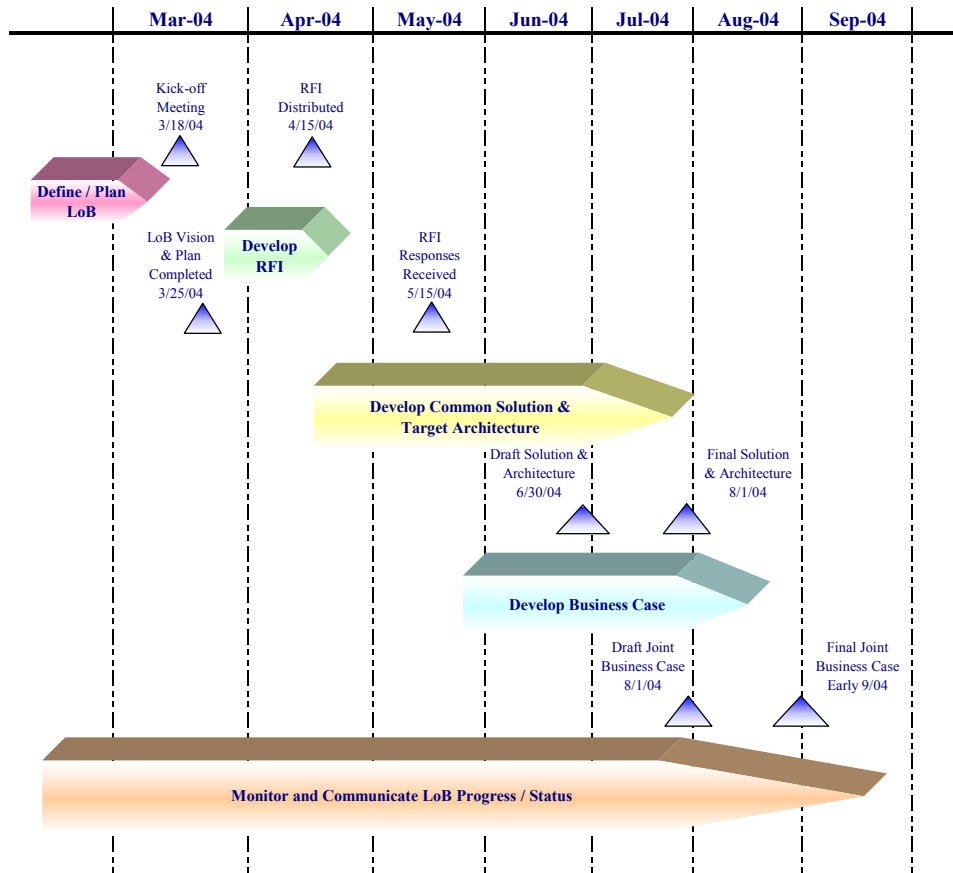 Mar-04 Apr-04 May-04 Jun-04 Jul-04 Aug-04 Sep-04
Kick-off
Meeting
3/18/04
RFI
Distributed
4/15/04
Define / Plan
LoB
LoB Vision
& Plan
Completed
3/25/04
Develop
RFI
RFI
Responses
Received
5/15/04
Develop Common Solution &
Target Architecture
Draft Solution &
Architecture
6/30/04
Final Solution
& Architecture
8/1/04
Develop Business Case
Draft Joint
Business Case
8/1/04
Final Joint
Business Case
Early 9/04
Monitor and Communicate LoB Progress / Status